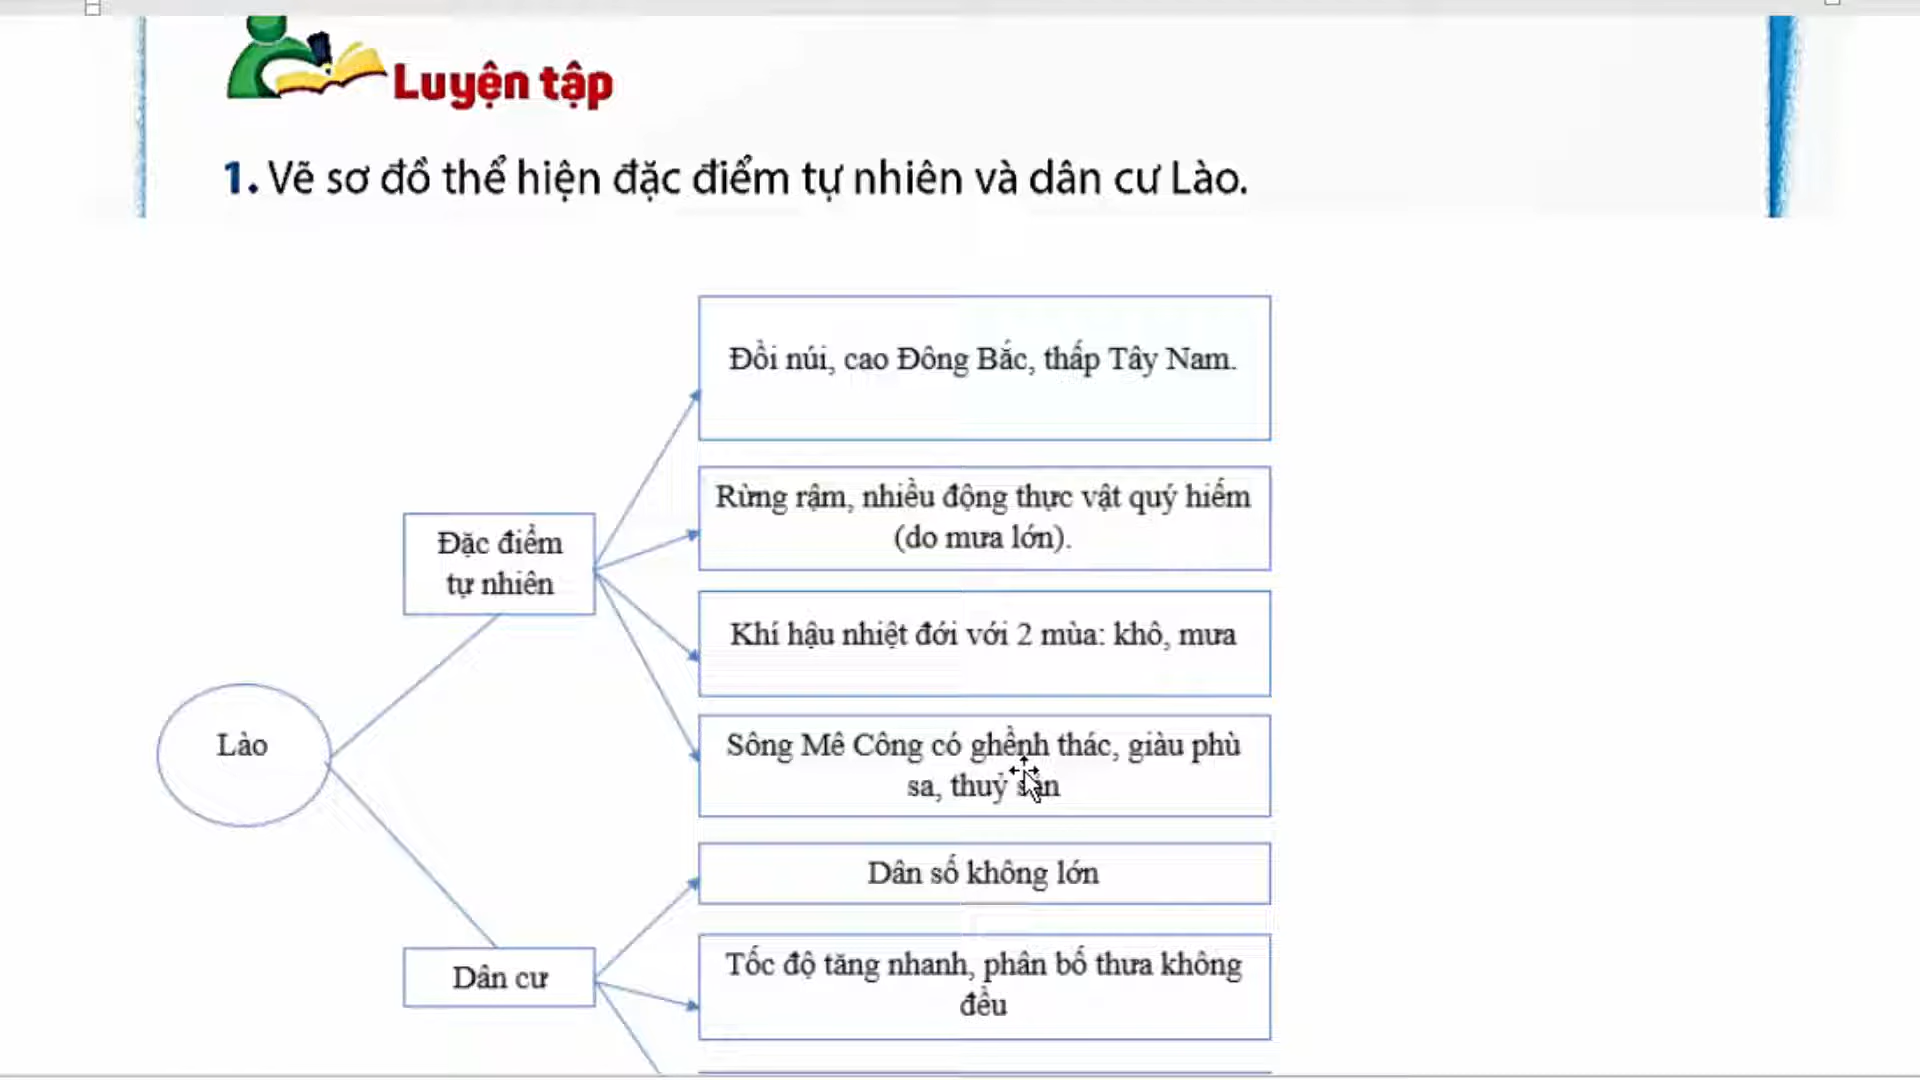 Luyện tập
1. Vẽ sơ đồ thể hiện đặc điểm tự nhiên và dân cư Lào.
Đồi núi, cao Đông Bắc, thấp Tây Nam.
Rừng rậm, nhiều động thực vật quý hiếm
(do mưa lớn).
Đặc điểm
tự nhiên
Khí hậu nhiệt đới với 2 mùa: khô, mưa
Lào
Sông Mê Công có ghềnh thác, giàu phù
sa, thuỷ sản
Dân số không lớn
Dân cư
Tốc độ tăng nhanh, phân bố thưa không
đều